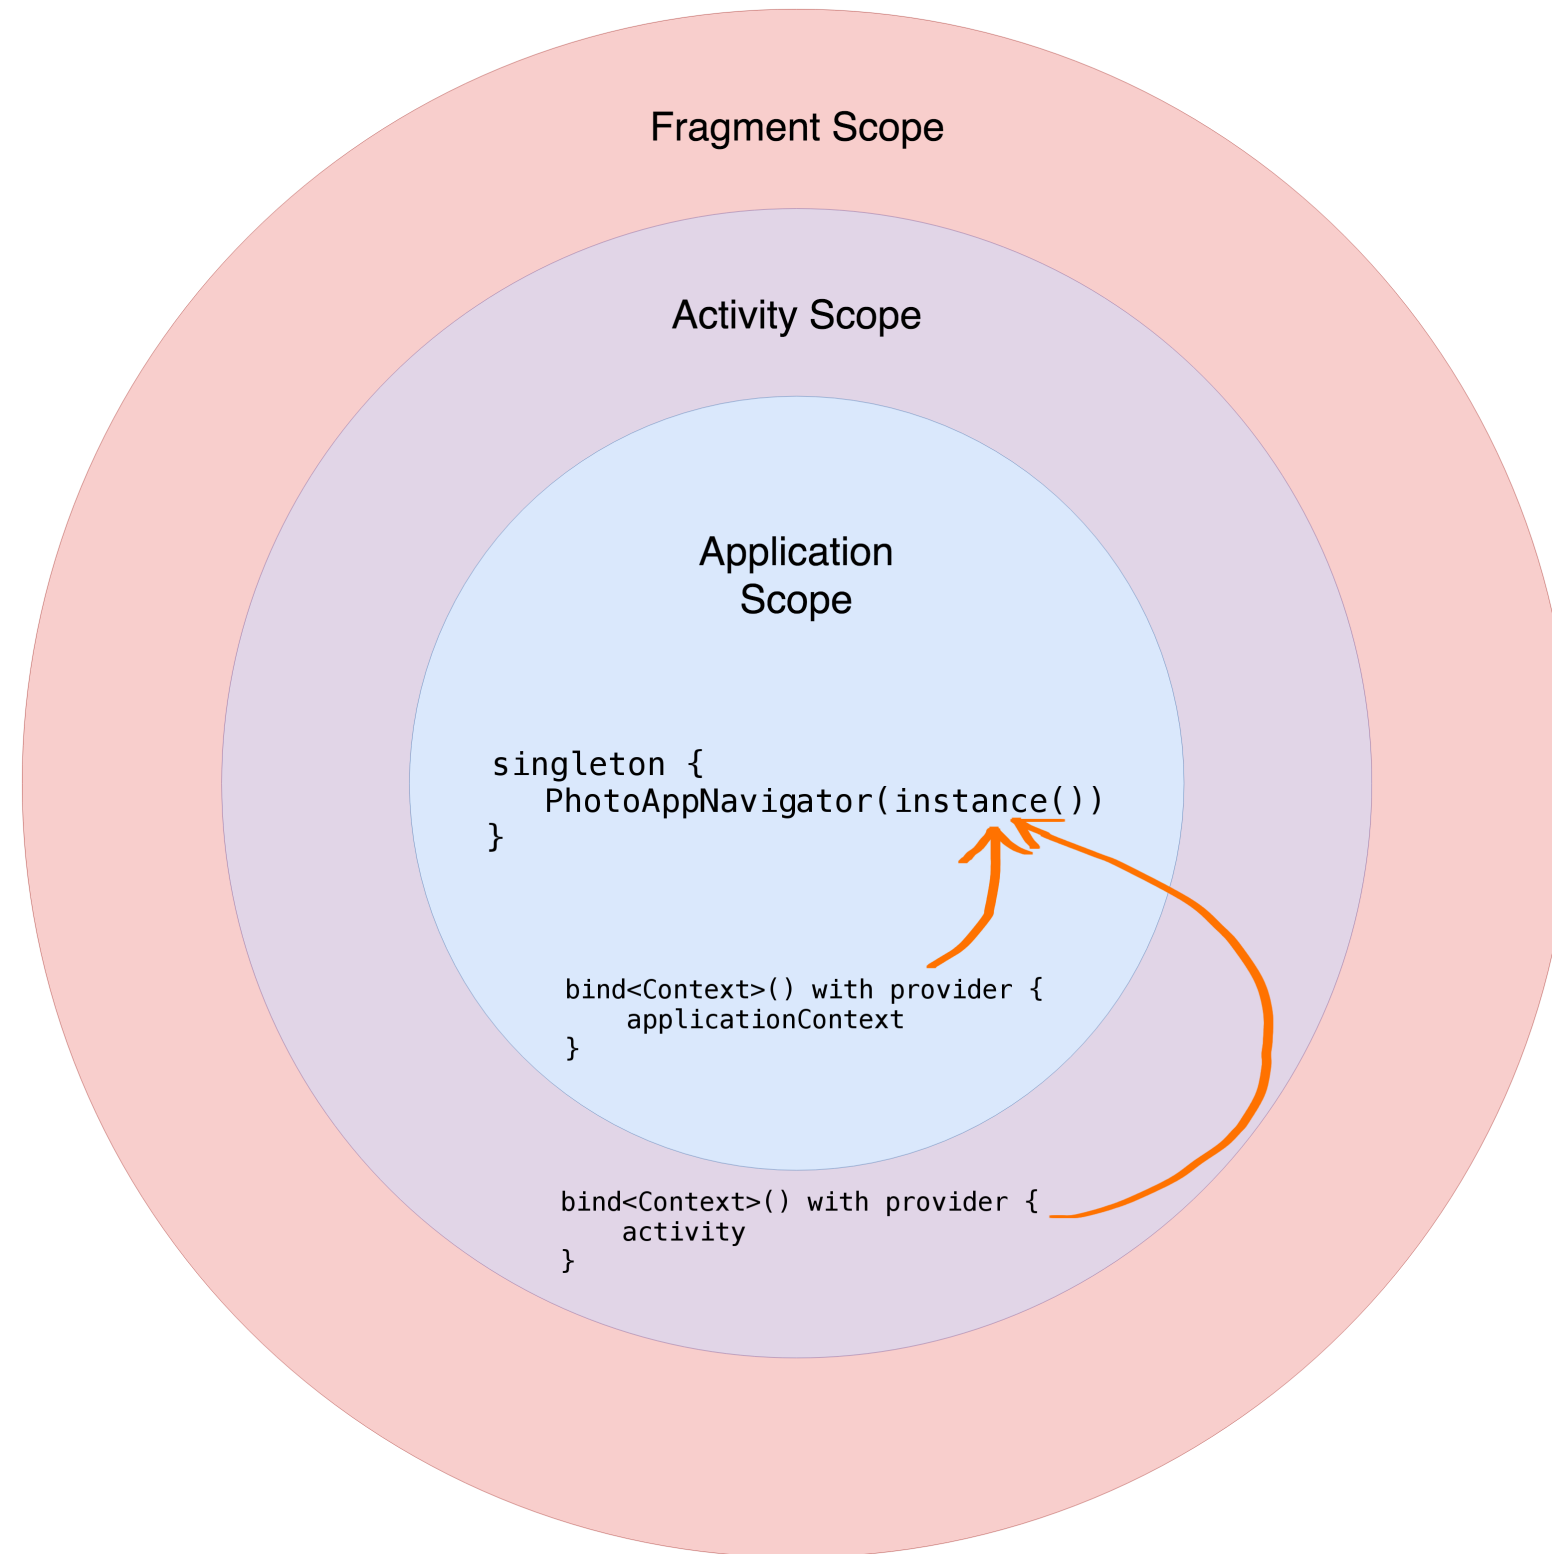 Fragment Scope
Activity Scope
Application
Scope
singleton {
PhotoAppNavigator(instance())
}
bind<Context>() with provider {
applicationContext
}
bind<Context>() with provider {
activity
}